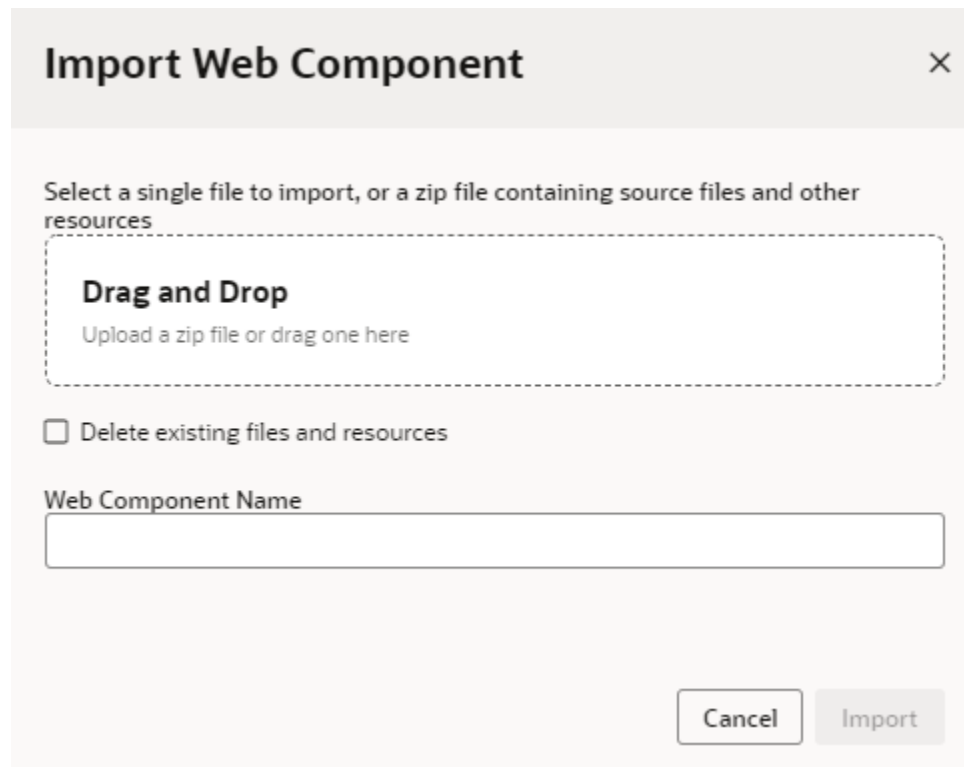 Import Web Component
Select a single file to import, or a zip file containing source files and other
resources
Drag and Drop
Upload a zip file or drag one here
Delete existing files and resources
Web Component Name
Cancel
Import